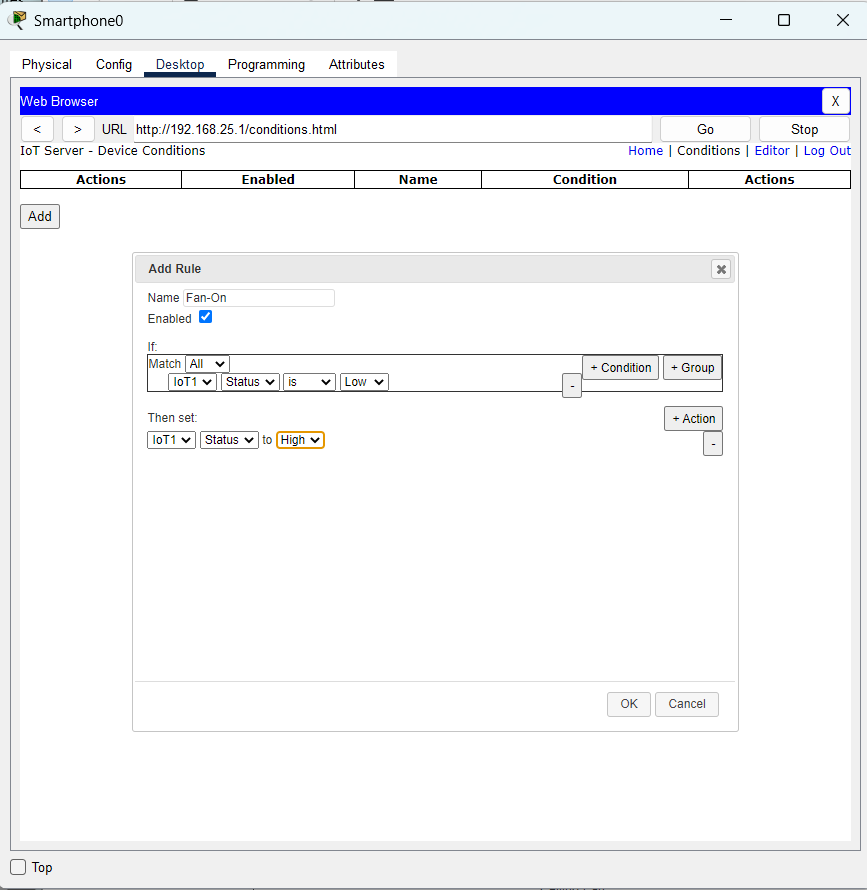 Smartphone0
Physical Config Desktop Programming Attributes
Web Browser X
< > URL http://192.168.25.1/conditions.html Go Stop
IoT Server - Device Conditions Home | Conditions | Editor | Log Out
Actions Enabled Name Condition Actions
Add
Add Rule
Name Fan-On
Enabled
If:
Match All + Condition + Group
IoT1 Status is Low -
Then set: + Action
IoT1 Status to High -
OK Cancel
Top